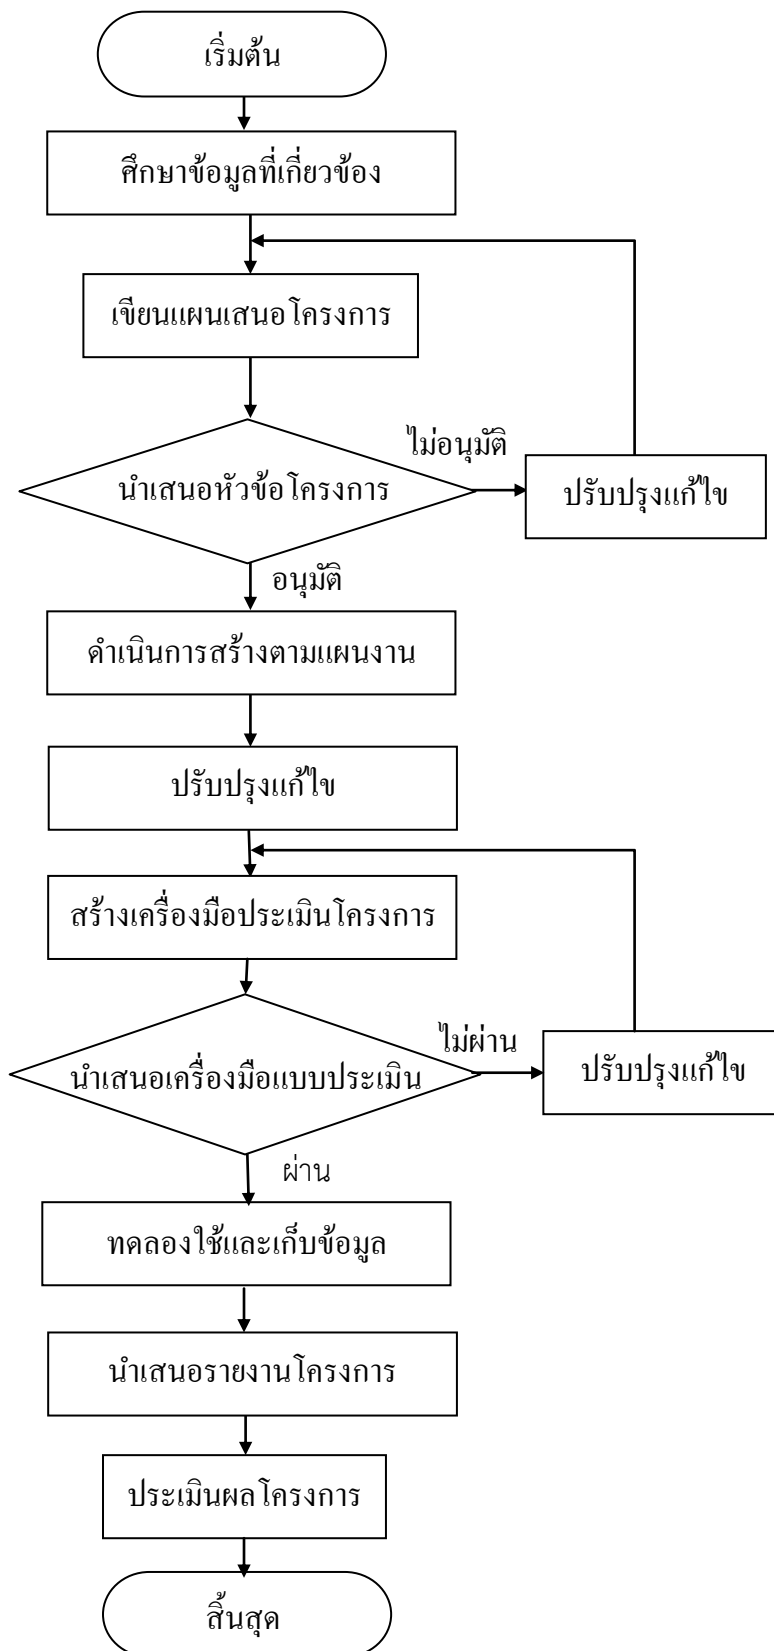 เริ่มต้น
ศึกษาข้อมูลที่เกี่ยวข้อง
เขียนแผนเสนอโครงการ
ไม่อนุมัติ
นำเสนอหัวข้อโครงการ
ปรับปรุงแก้ไข
อนุมัติ
ดำเนินการสร้างตามแผนงาน
ปรับปรุงแก้ไข
สร้างเครื่องมือประเมินโครงการ
ไม่ผ่าน
นำเสนอเครื่องมือแบบประเมิน
ปรับปรุงแก้ไข
ผ่าน
ทดลองใช้และเก็บข้อมูล
นำเสนอรายงานโครงการ
ประเมินผลโครงการ
สิ้นสุด